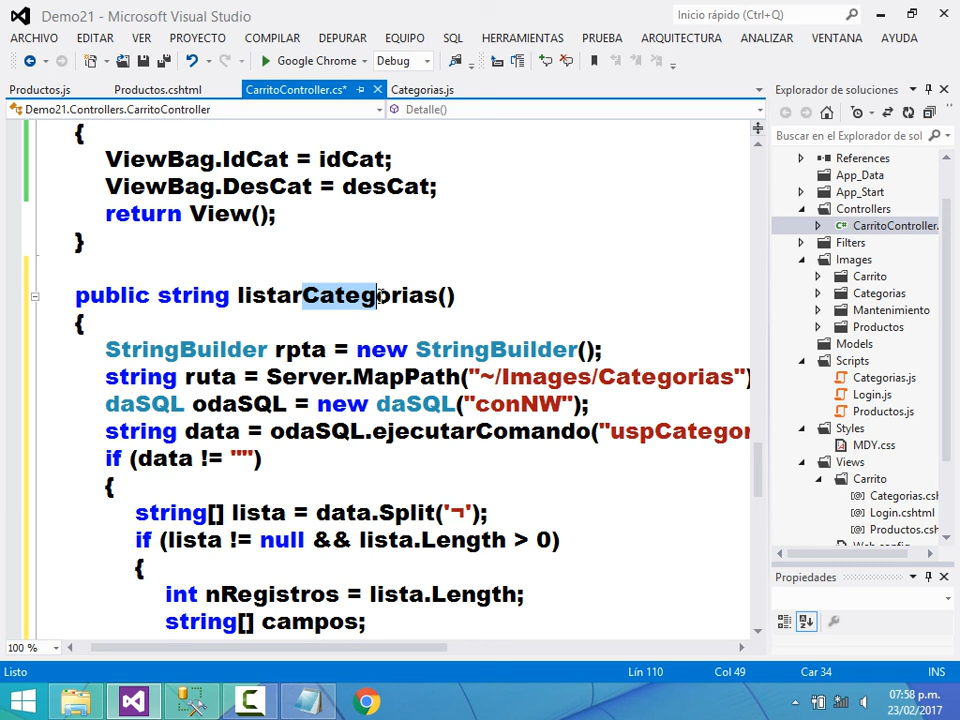 Demo21 - Microsoft Visual Studio
Inicio rápido (Ctrl+Q)
ARCHIVO EDITAR VER PROYECTO COMPILAR DEPURAR EQUIPO SQL HERRAMIENTAS PRUEBA ARQUITECTURA ANALIZAR VENTANA AYUDA
Google Chrome Debug
Productos.js Productos.cshtml CarritoController.cs* Categorias.js
Demo21.Controllers.CarritoController Detalle()
{
ViewBag.IdCat = idCat;
ViewBag.DesCat = desCat;
return View();
}
public string listarCategorias()
{
StringBuilder rpta = new StringBuilder();
string ruta = Server.MapPath("~/Images/Categorias")
daSQL odaSQL = new daSQL("conNW");
string data = odaSQL.ejecutarComando("uspCategor
if (data != "")
{
string[] lista = data.Split('¬');
if (lista != null && lista.Length > 0)
{
int nRegistros = lista.Length;
string[] campos;
100 %
Explorador de soluciones
Buscar en el Explorador de sol
References
App_Data
App_Start
Controllers
CarritoController.
Filters
Images
Carrito
Categorias
Mantenimiento
Productos
Models
Scripts
Categorias.js
Login.js
Productos.js
Styles
MDY.css
Views
Carrito
Categorias.csh
Login.cshtml
Productos.csh
Propiedades
Listo Lín 110 Col 49 Car 34 INS
07:58 p.m.
23/02/2017